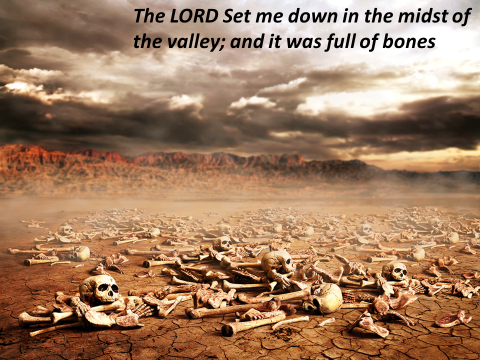 The LORD Set me down in the midst of
the valley; and it was full of bones